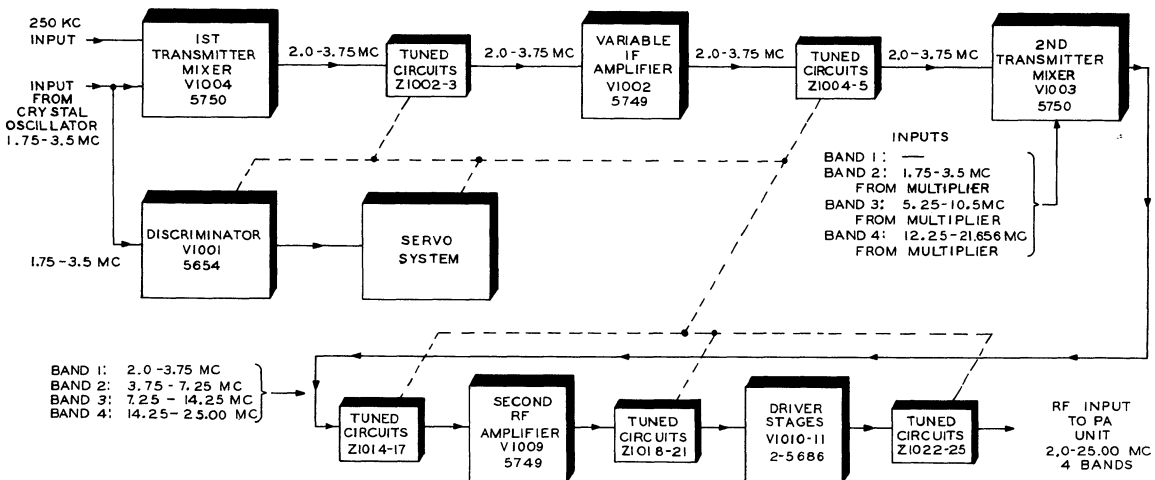 250 KC
INPUT
INPUT
FROM
CRYSTAL
OSCILLATOR
1.75-3.5 MC
1ST
TRANSMITTER
MIXER
V1004
5750
2.0-3.75 MC
TUNED
CIRCUITS
Z1002-3
2.0-3.75 MC
VARIABLE
IF
AMPLIFIER
V1002
5749
2.0-3.75 MC
TUNED
CIRCUITS
Z1004-5
2.0-3.75 MC
2ND
TRANSMITTER
MIXER
V1003
5750
INPUTS
BAND 1: —
BAND 2: 1.75-3.5 MC
FROM MULTIPLIER
BAND 3: 5.25-10.5MC
FROM MULTIPLIER
BAND 4: 12.25-21.656 MC
FROM MULTIPLIER
1.75-3.5 MC
DISCRIMINATOR
V1001
5654
SERVO
SYSTEM
BAND 1: 2.0-3.75 MC
BAND 2: 3.75-7.25 MC
BAND 3: 7.25-14.25 MC
BAND 4: 14.25-25.00 MC
TUNED
CIRCUITS
Z1014-17
SECOND
RF
AMPLIFIER
V1009
5749
TUNED
CIRCUITS
Z1018-21
DRIVER
STAGES
V1010-11
2-5686
TUNED
CIRCUITS
Z1022-25
RF INPUT
TO PA
UNIT
2.0-25.00 MC
4 BANDS